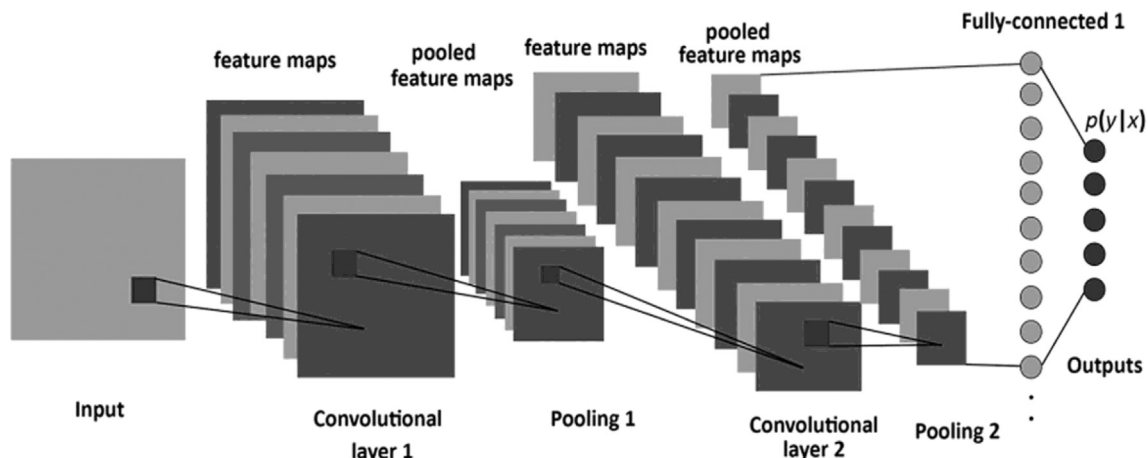 Fully-connected 1
pooled
feature maps
feature maps
feature maps
pooled
feature maps
p(y|x)
Outputs
Input
Convolutional
layer 1
Pooling 1
Convolutional
layer 2
Pooling 2